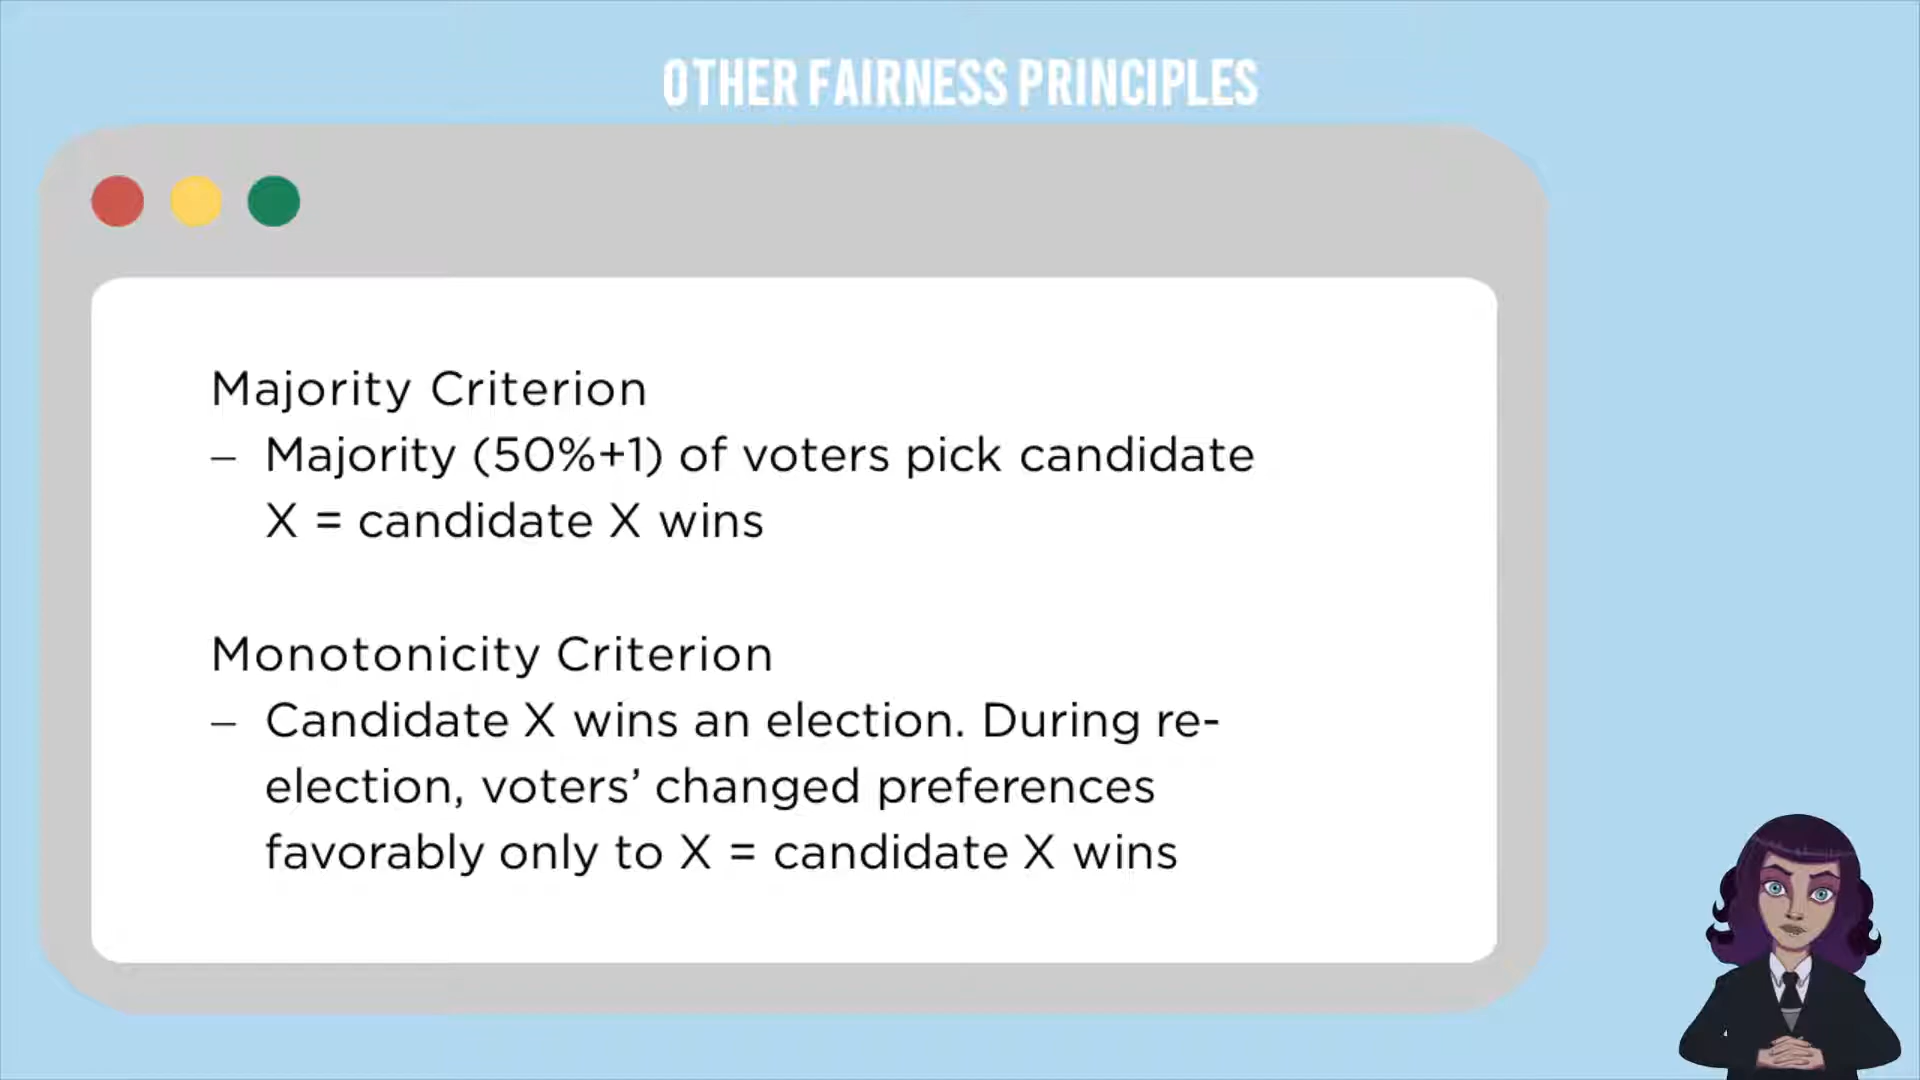 OTHER FAIRNESS PRINCIPLES
Majority Criterion
– Majority (50%+1) of voters pick candidate
X = candidate X wins
Monotonicity Criterion
– Candidate X wins an election. During re-
election, voters’ changed preferences
favorably only to X = candidate X wins